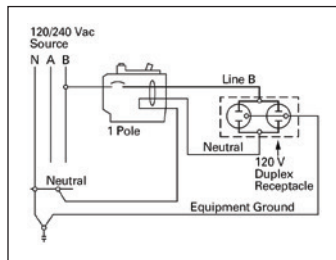 120/240 Vac
Source
N A B
Line B
1 Pole
Neutral
120 V
Duplex
Receptacle
Neutral
Equipment Ground